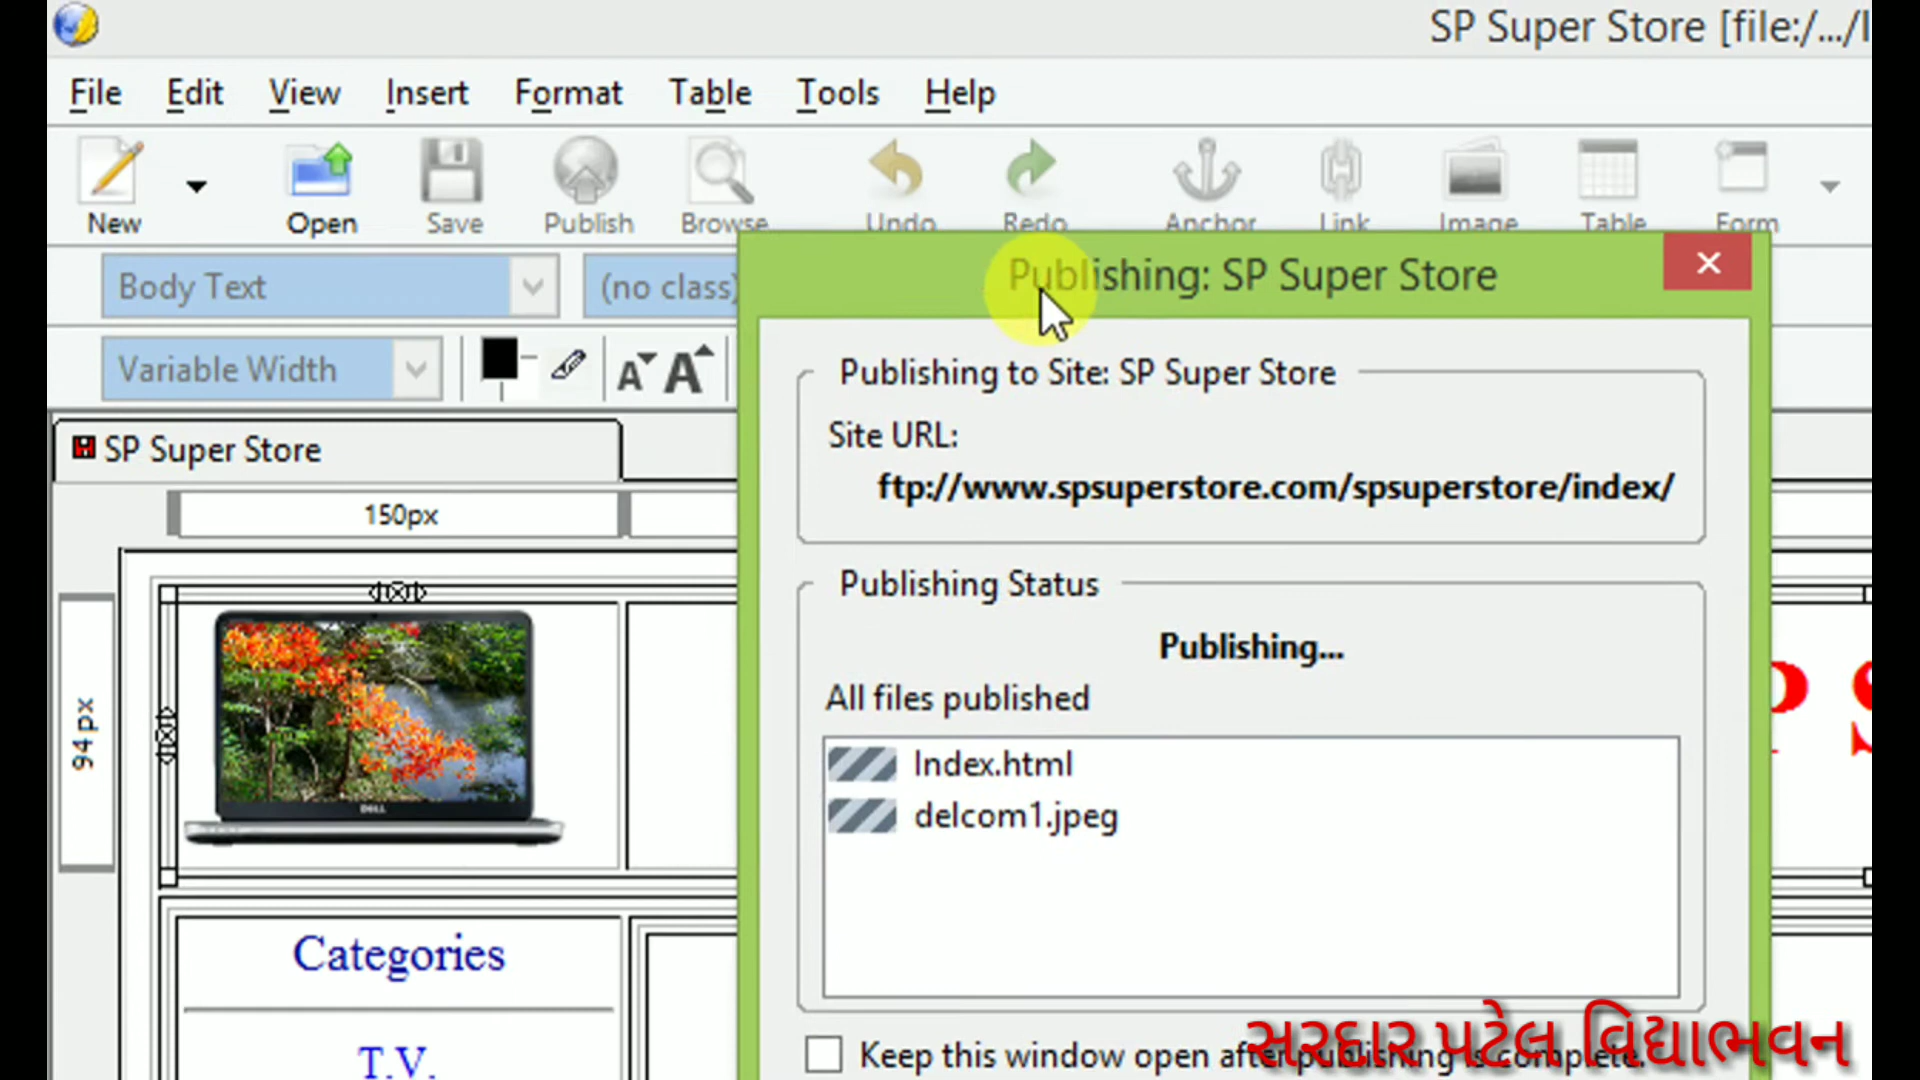 SP Super Store [file:/.../I
File Edit View Insert Format Table Tools Help
New Open Save Publish Browse Undo Redo Anchor Link Image Table Form
Body Text (no class)
Publishing: SP Super Store
Variable Width
Publishing to Site: SP Super Store
Site URL:
ftp://www.spsuperstore.com/spsuperstore/index/
SP Super Store
150px
94 px
DELL
Publishing Status
Publishing...
All files published
Index.html
delcom1.jpeg
P S
Categories
T.V.
Keep this window open after publishing is complete.
સરદાર પટેલ વિદ્યાભવન